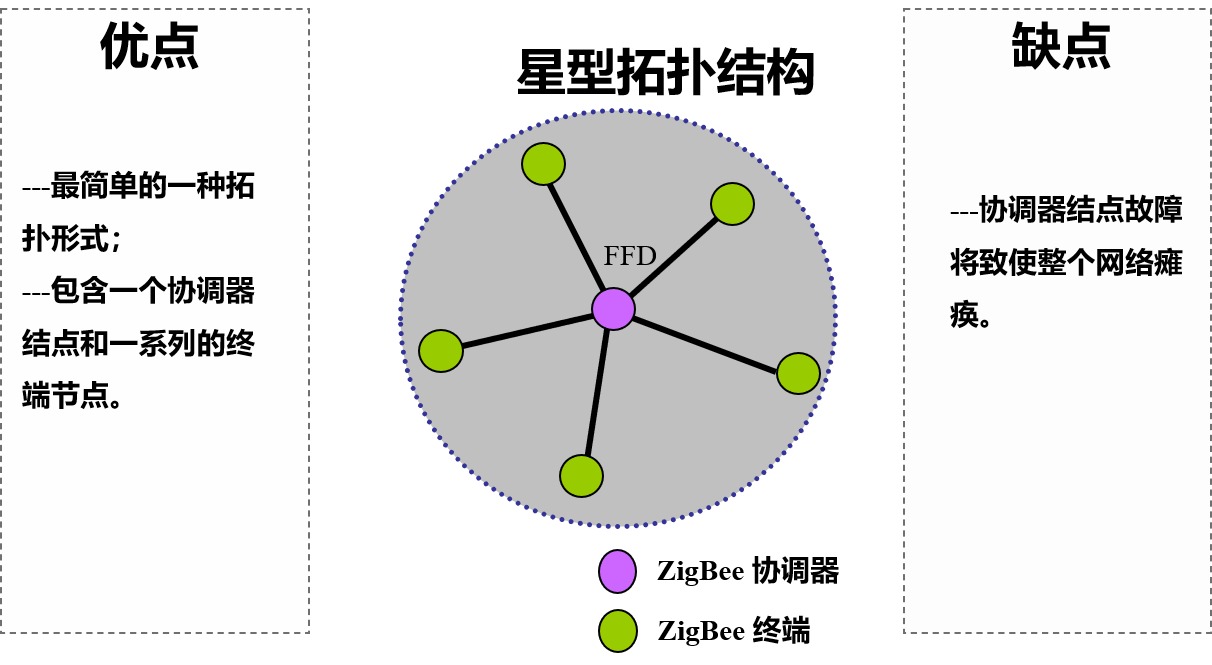 优点
---最简单的一种拓
扑形式；
---包含一个协调器
结点和一系列的终
端节点。
星型拓扑结构
FFD
ZigBee 协调器
ZigBee 终端
缺点
---协调器结点故障
将致使整个网络瘫
痪。